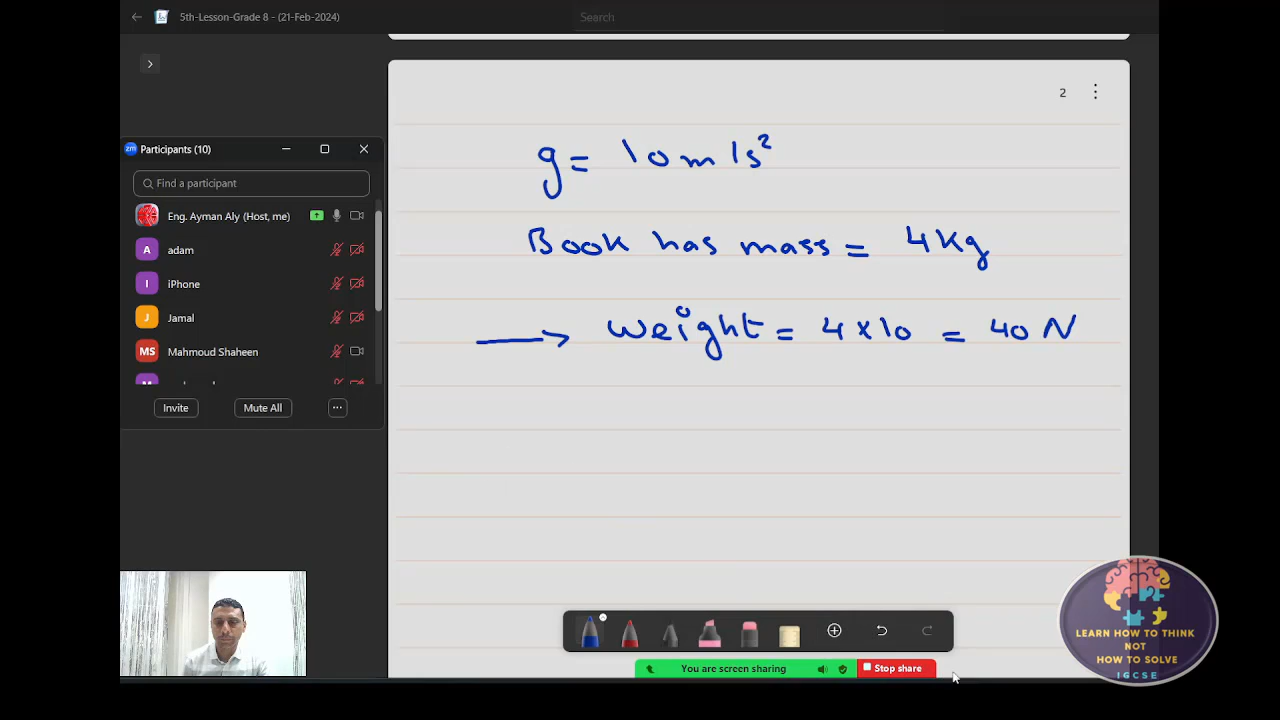 5th-Lesson-Grade 8 - (21-Feb-2024)
Search
2
Participants (10)
Find a participant
Eng. Ayman Aly (Host, me)
A adam
I iPhone
J Jamal
MS Mahmoud Shaheen
Invite
Mute All
g = 10 m/s²
Book has mass = 4 Kg
→ weight = 4 × 10 = 40 N
You are screen sharing
Stop share
LEARN HOW TO THINK
NOT
HOW TO SOLVE
IGCSE